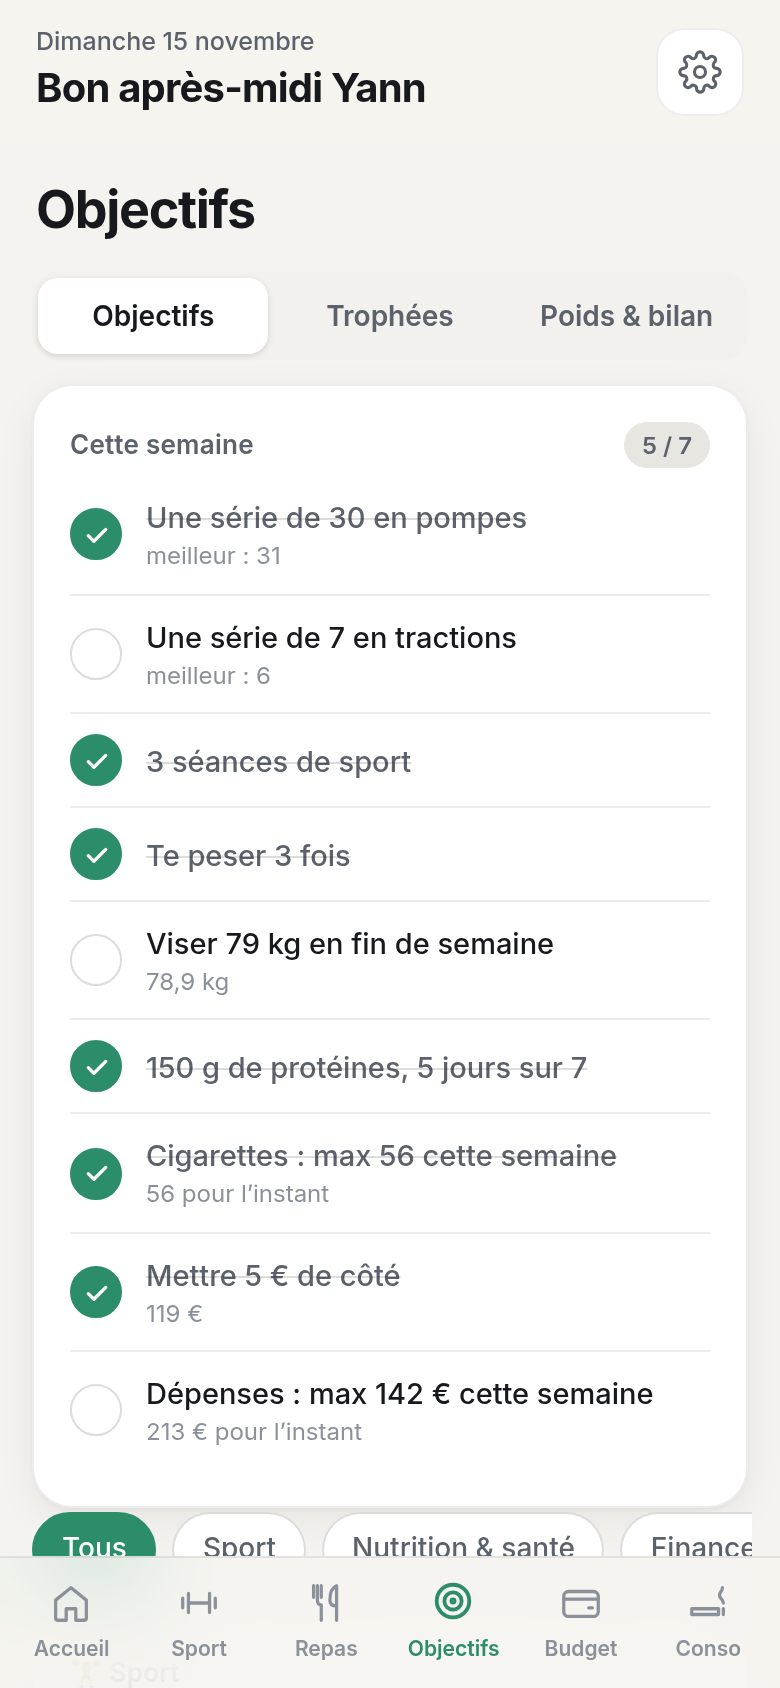 Dimanche 15 novembre
Bon après-midi Yann
Objectifs
Objectifs
Trophées
Poids & bilan
Cette semaine
5 / 7
Une série de 30 en pompes
meilleur : 31
Une série de 7 en tractions
meilleur : 6
3 séances de sport
Te peser 3 fois
Viser 79 kg en fin de semaine
78,9 kg
150 g de protéines, 5 jours sur 7
Cigarettes : max 56 cette semaine
56 pour l’instant
Mettre 5 € de côté
119 €
Dépenses : max 142 € cette semaine
213 € pour l’instant
Tous
Sport
Nutrition & santé
Finance
Sport
Accueil
Sport
Repas
Objectifs
Budget
Conso